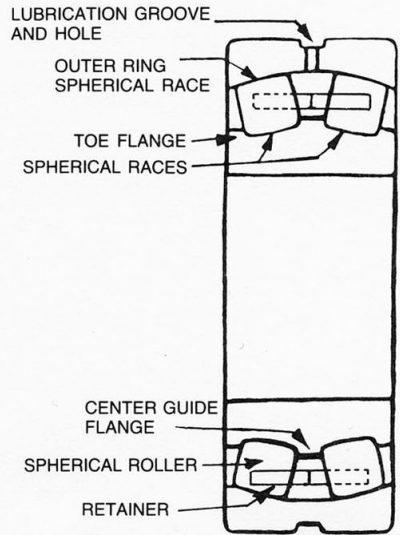 LUBRICATION GROOVE
AND HOLE
OUTER RING
SPHERICAL RACE
TOE FLANGE
SPHERICAL RACES
CENTER GUIDE
FLANGE
SPHERICAL ROLLER
RETAINER